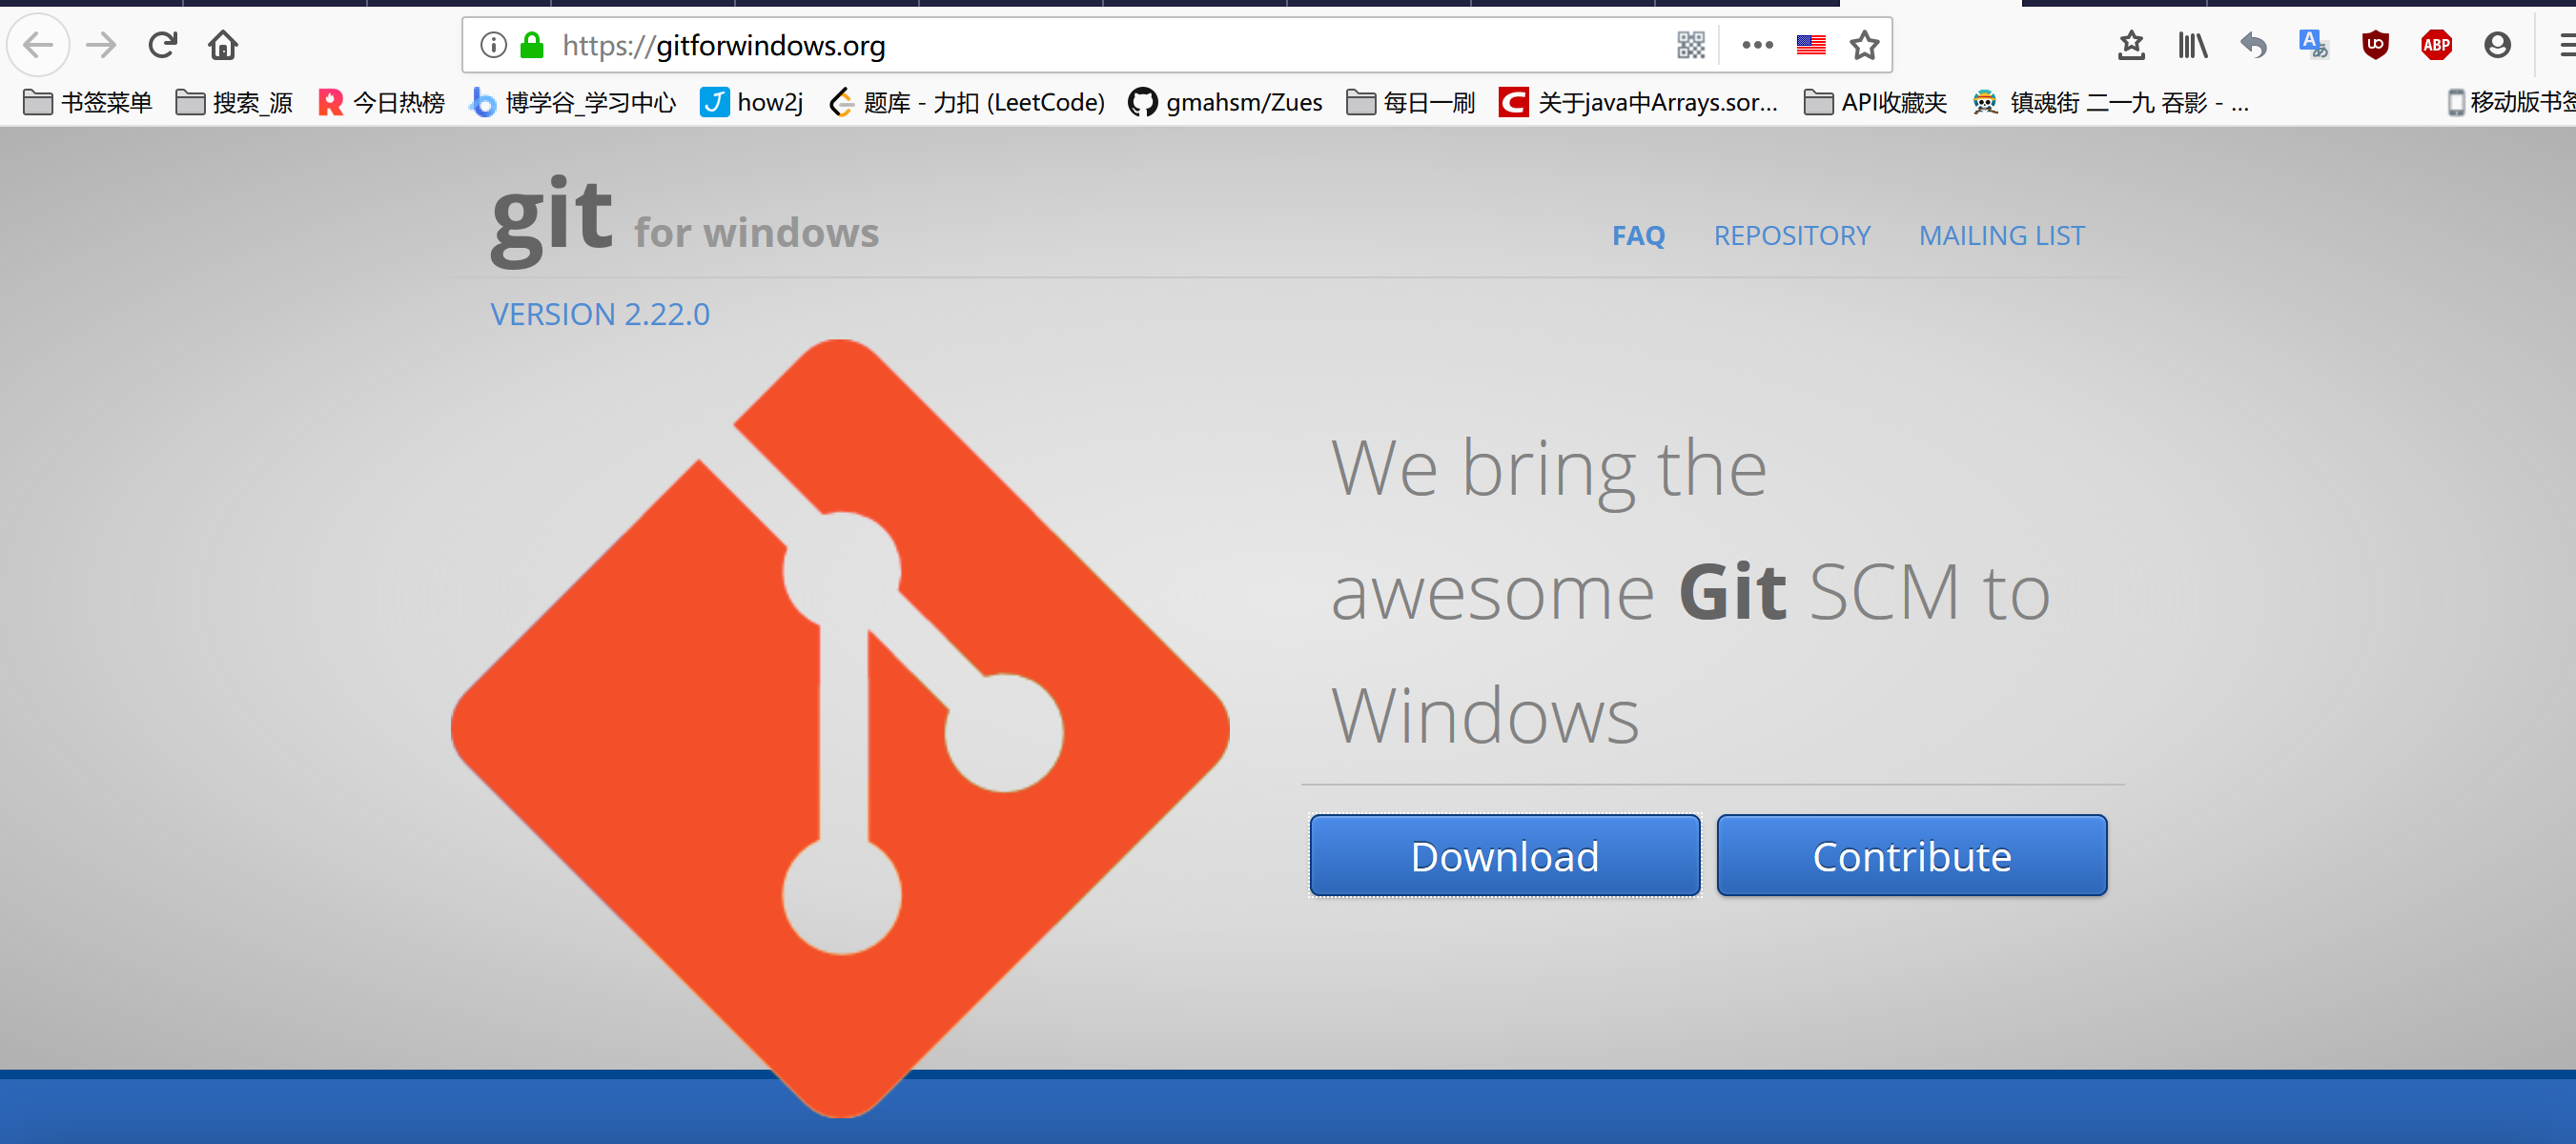 https://gitforwindows.org
书签菜单 搜索_源 今日热榜 博学谷_学习中心 how2j 题库 - 力扣 (LeetCode) gmahsm/Zues 每日一刷 关于java中Arrays.sor... API收藏夹 镇魂街 二一九 吞影 - ... 移动版书签
git for windows
FAQ REPOSITORY MAILING LIST
VERSION 2.22.0
We bring the
awesome Git SCM to
Windows
Download Contribute